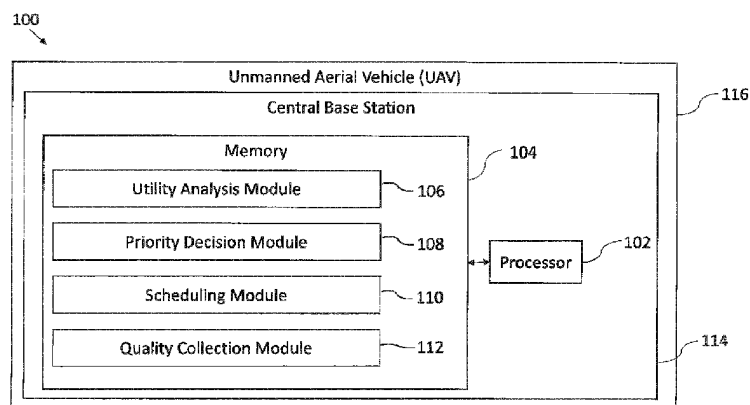 100
Unmanned Aerial Vehicle (UAV)
116
Central Base Station
Memory
104
Utility Analysis Module
106
Priority Decision Module
108
Processor
102
Scheduling Module
110
Quality Collection Module
112
114